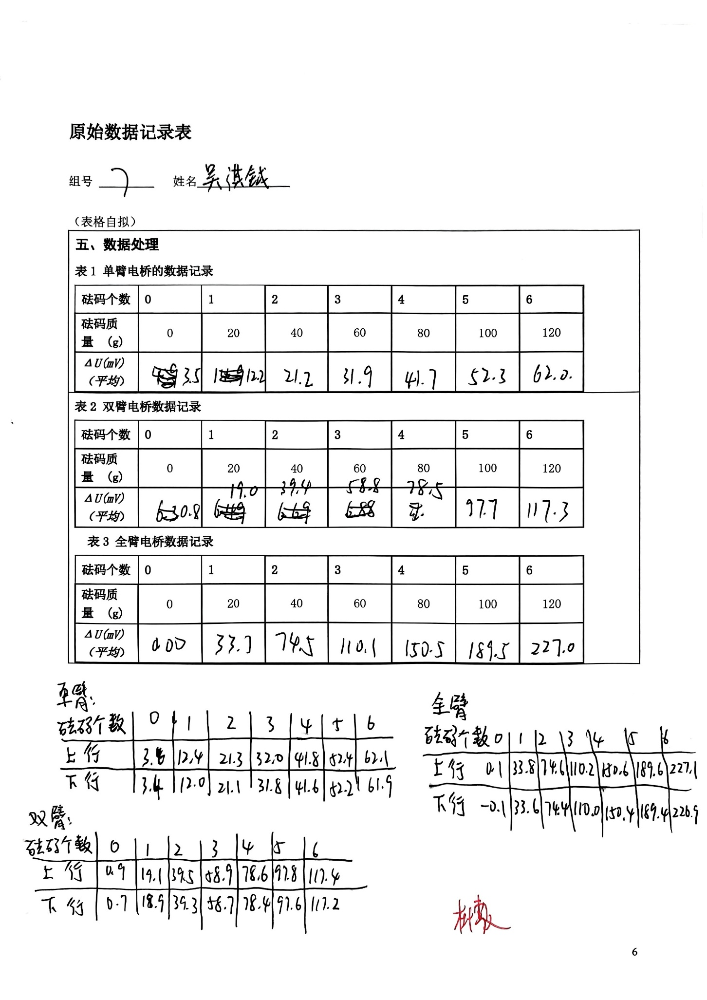 原始数据记录表
组号 7 姓名 吴淇钺
（表格自拟）
五、数据处理
表 1 单臂电桥的数据记录
砝码个数 0 1 2 3 4 5 6
砝码质量 (g) 0 20 40 60 80 100 120
ΔU(mV)（平均） 3.5 12.2 21.2 31.9 41.7 52.3 62.0.
表 2 双臂电桥数据记录
砝码个数 0 1 2 3 4 5 6
砝码质量 (g) 0 20 40 60 80 100 120
ΔU(mV)（平均） 0.8 19.0 39.4 58.8 78.5 97.7 117.3
表 3 全臂电桥数据记录
砝码个数 0 1 2 3 4 5 6
砝码质量 (g) 0 20 40 60 80 100 120
ΔU(mV)（平均） 0.00 33.7 74.5 110.1 150.5 189.5 227.0
单臂：
砝码个数 0 1 2 3 4 5 6
上行 3.6 12.4 21.3 32.0 41.8 52.4 62.1
下行 3.4 12.0 21.1 31.8 41.6 52.2 61.9
全臂
砝码个数 0 1 2 3 4 5 6
上行 0.1 33.8 74.6 110.2 150.6 189.6 227.1
下行 -0.1 33.6 74.4 110.0 150.4 189.4 226.9
双臂：
砝码个数 0 1 2 3 4 5 6
上行 0.9 19.1 39.5 58.9 78.6 97.8 117.4
下行 0.7 18.9 39.3 58.7 78.4 97.6 117.2
6